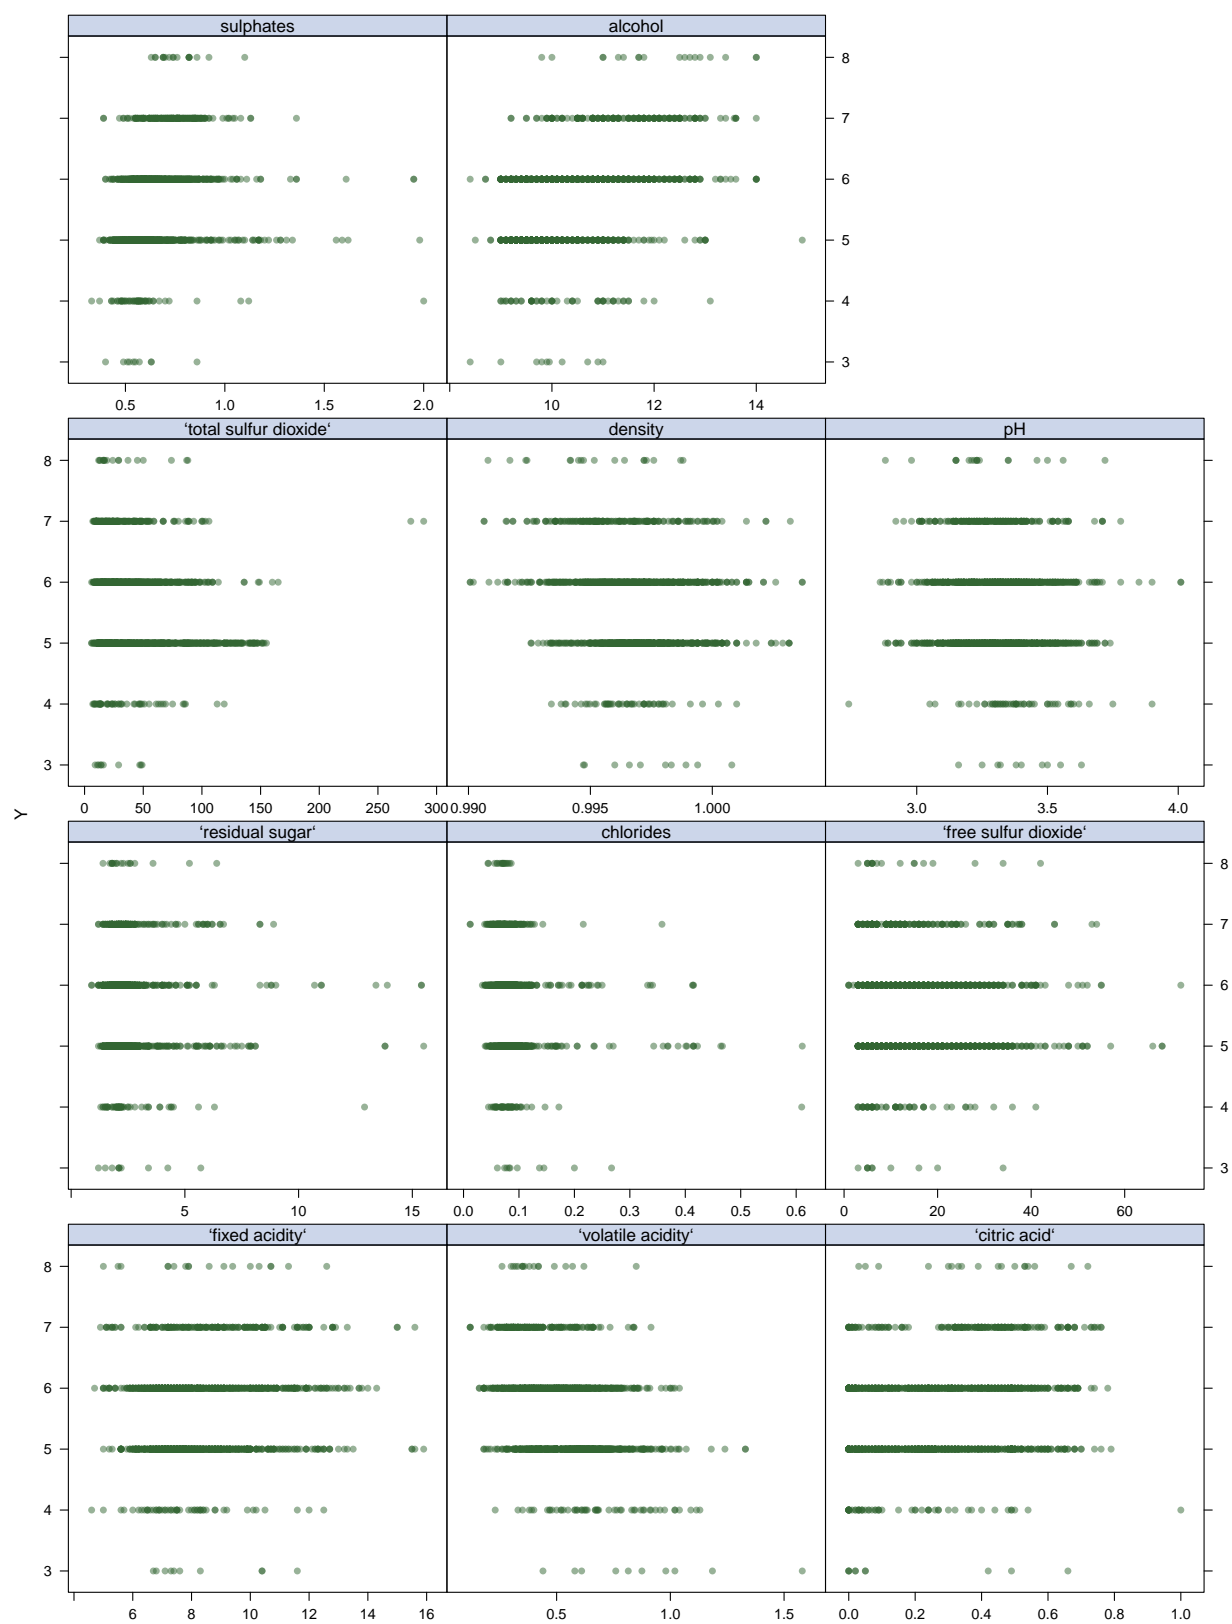 sulphates alcohol
8
7
6
5
4
3
0.5 1.0 1.5 2.0 10 12 14
‘total sulfur dioxide‘ density pH
8
7
6
5
4
3
0 50 100 150 200 250 300 0.990 0.995 1.000 3.0 3.5 4.0
Y
‘residual sugar‘ chlorides ‘free sulfur dioxide‘
8
7
6
5
4
3
5 10 15 0.0 0.1 0.2 0.3 0.4 0.5 0.6 0 20 40 60
‘fixed acidity‘ ‘volatile acidity‘ ‘citric acid‘
8
7
6
5
4
3
6 8 10 12 14 16 0.5 1.0 1.5 0.0 0.2 0.4 0.6 0.8 1.0